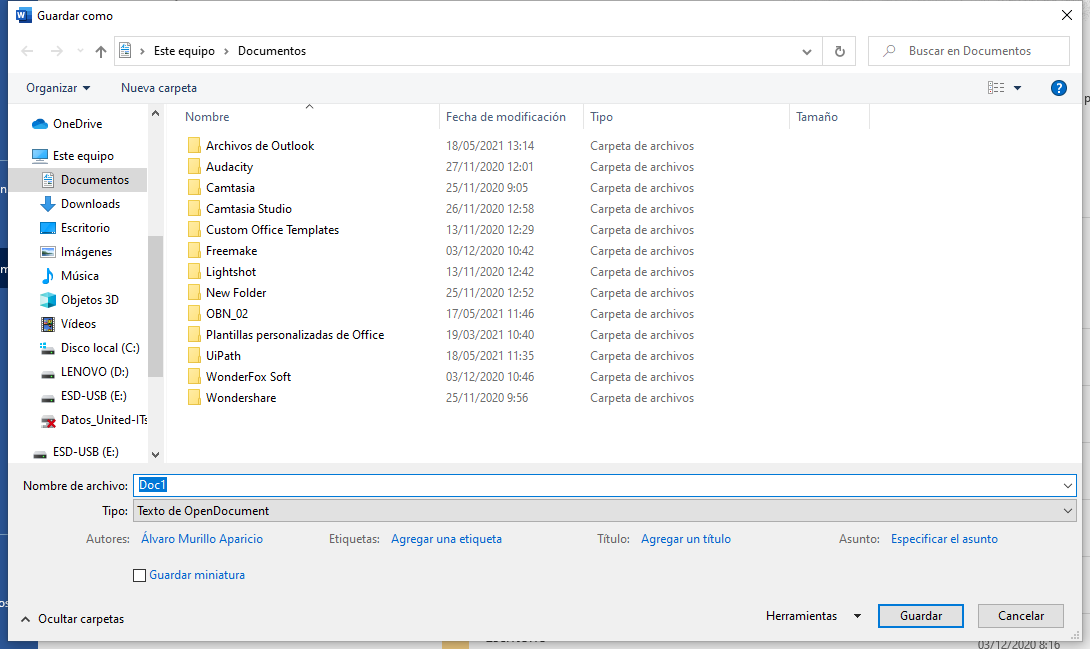 Guardar como
Este equipo > Documentos
Buscar en Documentos
Organizar
Nueva carpeta
?
OneDrive
Este equipo
Documentos
Downloads
Escritorio
Imágenes
Música
Objetos 3D
Vídeos
Disco local (C:)
LENOVO (D:)
ESD-USB (E:)
Datos_United-ITs
ESD-USB (E:)
Nombre Fecha de modificación Tipo Tamaño
Archivos de Outlook 18/05/2021 13:14 Carpeta de archivos
Audacity 27/11/2020 12:01 Carpeta de archivos
Camtasia 25/11/2020 9:05 Carpeta de archivos
Camtasia Studio 26/11/2020 12:58 Carpeta de archivos
Custom Office Templates 13/11/2020 12:29 Carpeta de archivos
Freemake 03/12/2020 10:42 Carpeta de archivos
Lightshot 13/11/2020 12:42 Carpeta de archivos
New Folder 25/11/2020 12:52 Carpeta de archivos
OBN_02 17/05/2021 11:46 Carpeta de archivos
Plantillas personalizadas de Office 19/03/2021 10:40 Carpeta de archivos
UiPath 18/05/2021 11:35 Carpeta de archivos
WonderFox Soft 03/12/2020 10:46 Carpeta de archivos
Wondershare 25/11/2020 9:56 Carpeta de archivos
Nombre de archivo: Doc1
Tipo: Texto de OpenDocument
Autores: Álvaro Murillo Aparicio Etiquetas: Agregar una etiqueta Título: Agregar un título Asunto: Especificar el asunto
Guardar miniatura
Ocultar carpetas
Herramientas Guardar Cancelar
03/12/2020 8:16